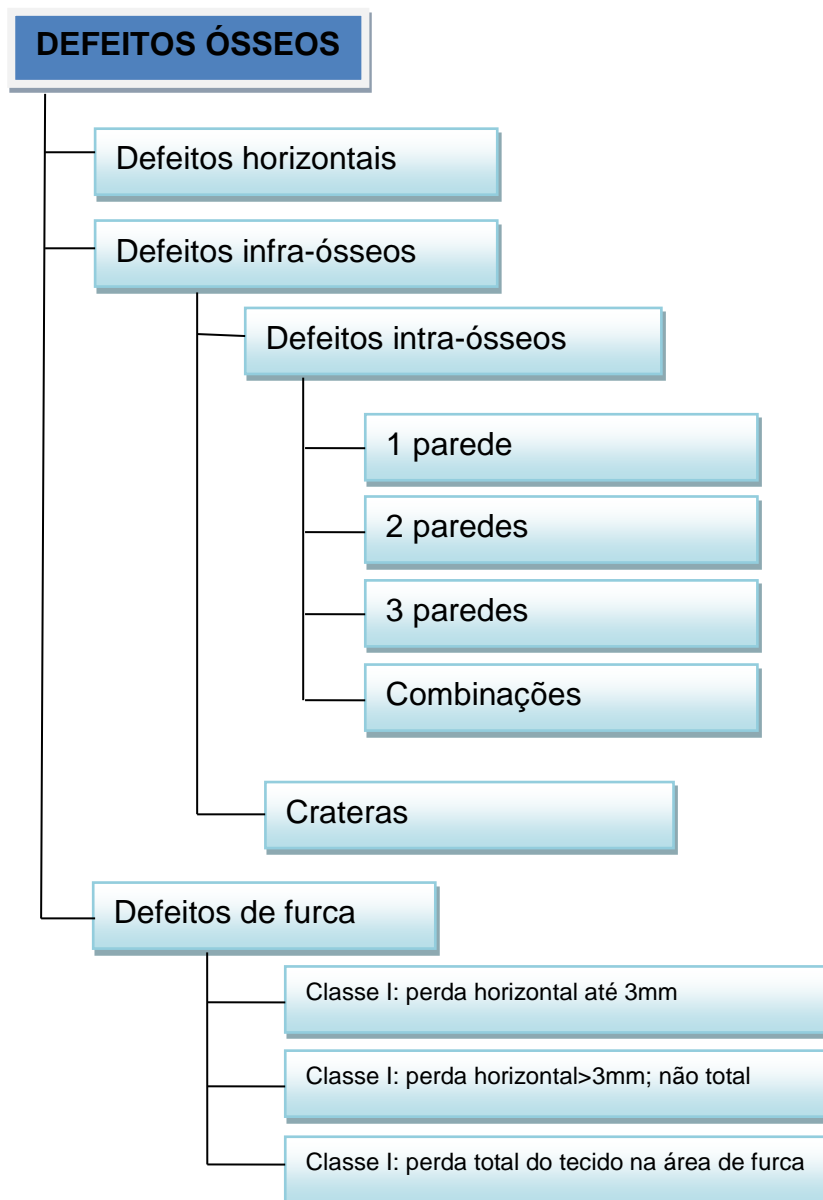 DEFEITOS ÓSSEOS
Defeitos horizontais
Defeitos infra-ósseos
Defeitos intra-ósseos
1 parede
2 paredes
3 paredes
Combinações
Crateras
Defeitos de furca
Classe I: perda horizontal até 3mm
Classe I: perda horizontal>3mm; não total
Classe I: perda total do tecido na área de furca